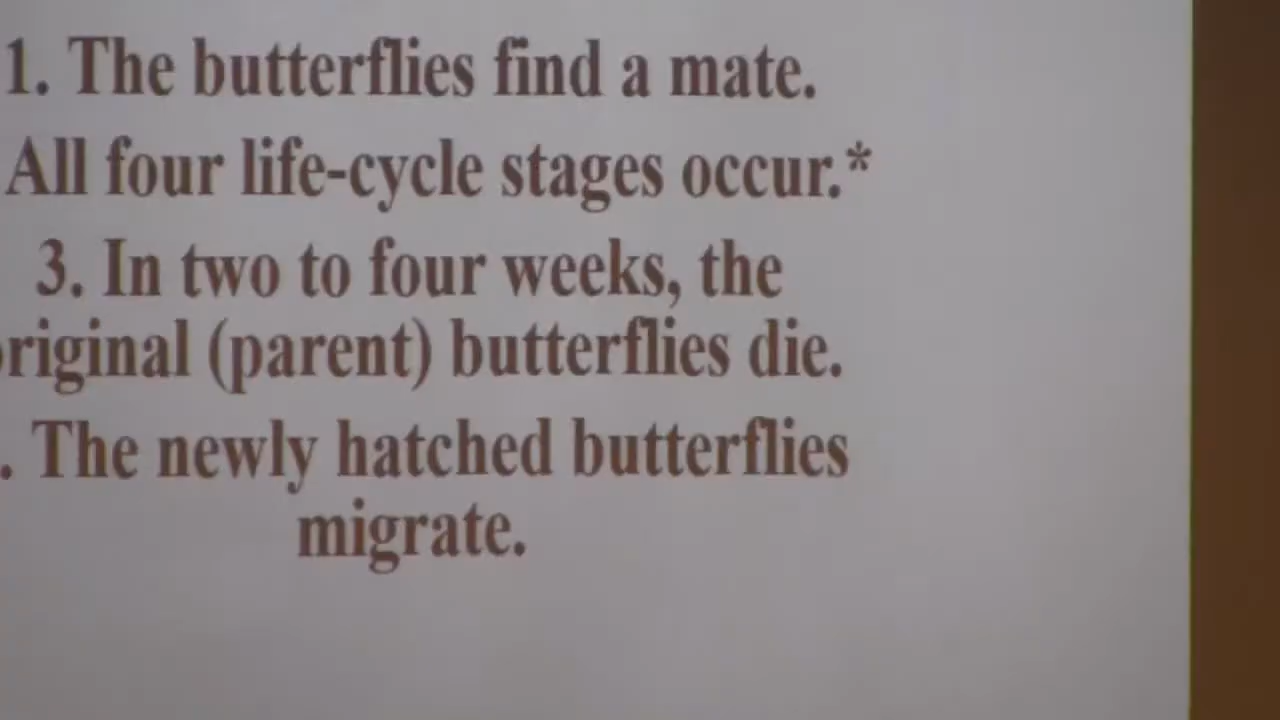 1. The butterflies find a mate.
All four life-cycle stages occur.*
3. In two to four weeks, the
riginal (parent) butterflies die.
. The newly hatched butterflies
migrate.